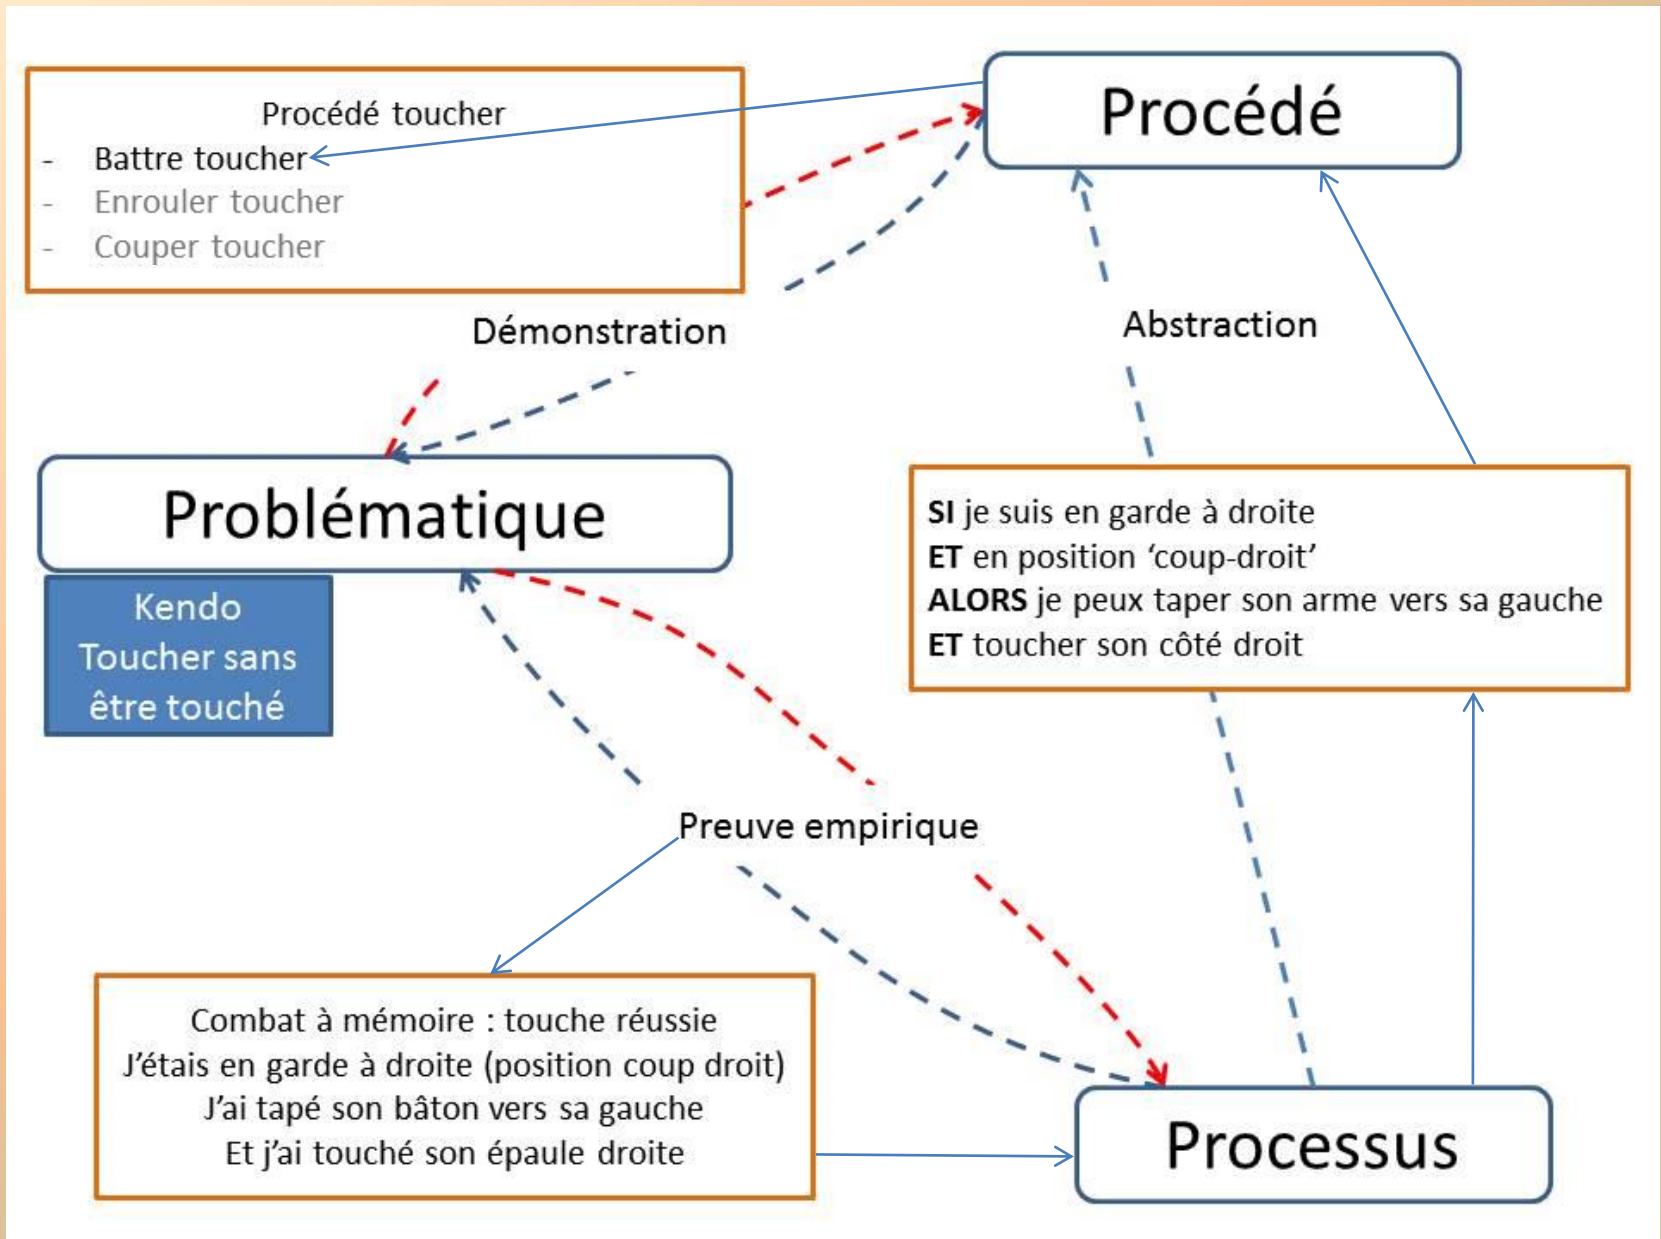 Procédé
Procédé toucher
- Battre toucher
- Enrouler toucher
- Couper toucher
Démonstration
Abstraction
Problématique
Kendo
Toucher sans
être touché
SI je suis en garde à droite
ET en position ‘coup-droit’
ALORS je peux taper son arme vers sa gauche
ET toucher son côté droit
Preuve empirique
Combat à mémoire : touche réussie
J’étais en garde à droite (position coup droit)
J’ai tapé son bâton vers sa gauche
Et j’ai touché son épaule droite
Processus